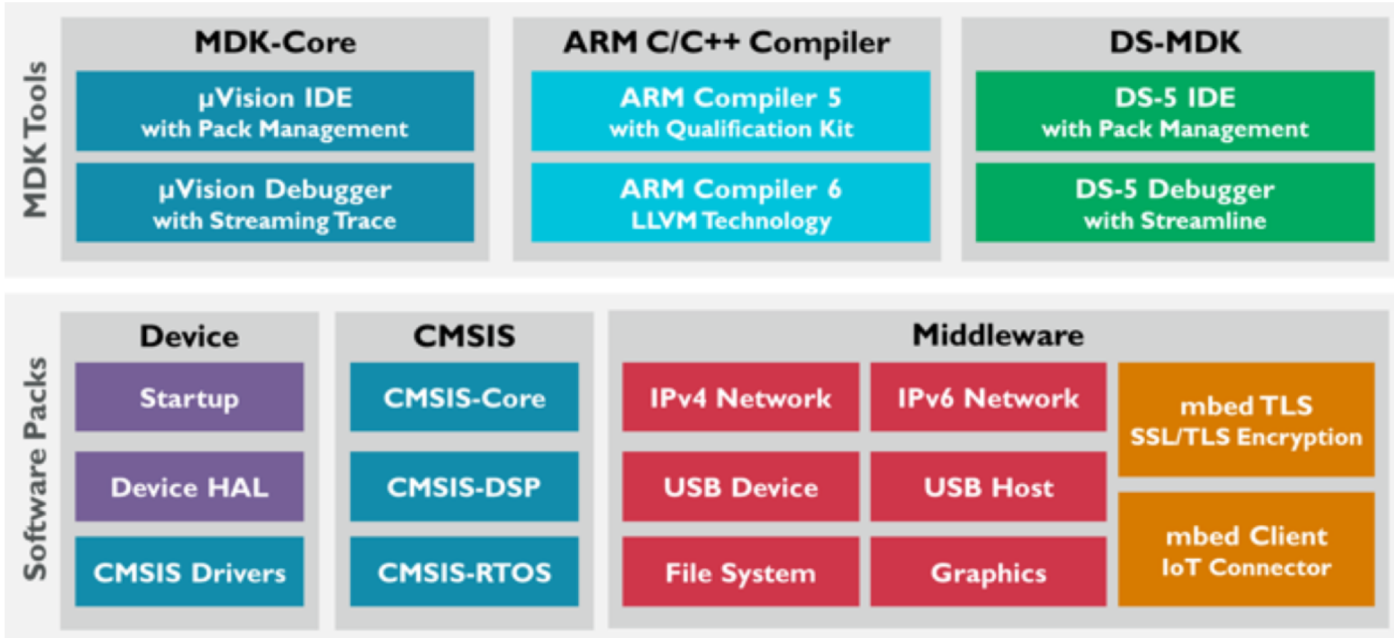 MDK Tools
MDK-Core
µVision IDE
with Pack Management
µVision Debugger
with Streaming Trace
ARM C/C++ Compiler
ARM Compiler 5
with Qualification Kit
ARM Compiler 6
LLVM Technology
DS-MDK
DS-5 IDE
with Pack Management
DS-5 Debugger
with Streamline
Software Packs
Device
Startup
Device HAL
CMSIS Drivers
CMSIS
CMSIS-Core
CMSIS-DSP
CMSIS-RTOS
Middleware
IPv4 Network
IPv6 Network
USB Device
USB Host
File System
Graphics
mbed TLS
SSL/TLS Encryption
mbed Client
IoT Connector